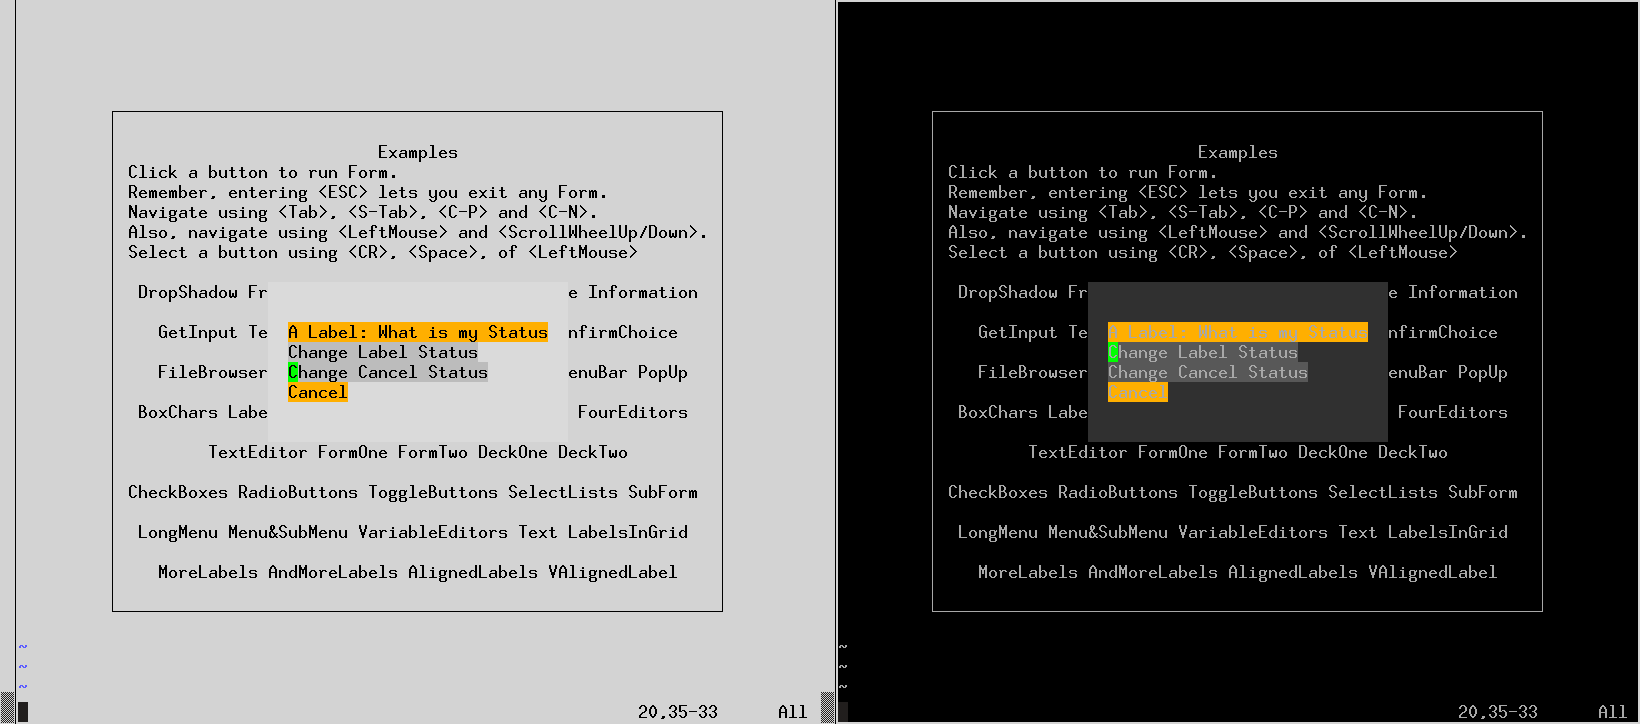 Examples
Click a button to run Form.
Remember, entering <ESC> lets you exit any Form.
Navigate using <Tab>, <S-Tab>, <C-P> and <C-N>.
Also, navigate using <LeftMouse> and <ScrollWheelUp/Down>.
Select a button using <CR>, <Space>, of <LeftMouse>
DropShadow Fr e Information
GetInput Te A Label: What is my Status nfirmChoice
Change Label Status
FileBrowser Change Cancel Status enuBar PopUp
Cancel
BoxChars Labe FourEditors
TextEditor FormOne FormTwo DeckOne DeckTwo
CheckBoxes RadioButtons ToggleButtons SelectLists SubForm
LongMenu Menu&SubMenu VariableEditors Text LabelsInGrid
MoreLabels AndMoreLabels AlignedLabels VAlignedLabel
~
~
~
20,35-33 All
Examples
Click a button to run Form.
Remember, entering <ESC> lets you exit any Form.
Navigate using <Tab>, <S-Tab>, <C-P> and <C-N>.
Also, navigate using <LeftMouse> and <ScrollWheelUp/Down>.
Select a button using <CR>, <Space>, of <LeftMouse>
DropShadow Fr e Information
GetInput Te A Label: What is my Status nfirmChoice
Change Label Status
FileBrowser Change Cancel Status enuBar PopUp
Cancel
BoxChars Labe FourEditors
TextEditor FormOne FormTwo DeckOne DeckTwo
CheckBoxes RadioButtons ToggleButtons SelectLists SubForm
LongMenu Menu&SubMenu VariableEditors Text LabelsInGrid
MoreLabels AndMoreLabels AlignedLabels VAlignedLabel
~
~
~
20,35-33 All